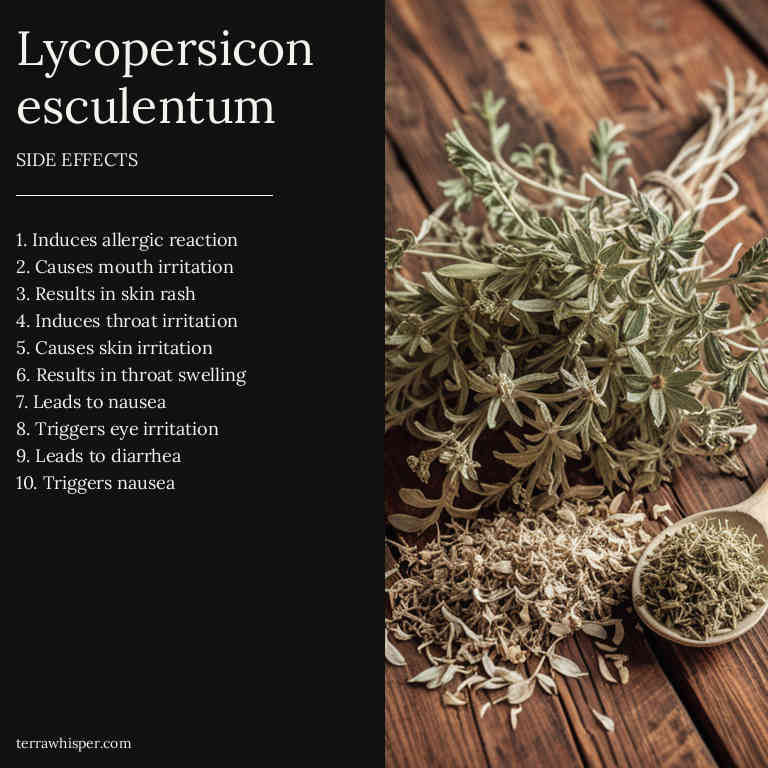 Lycopersicon
esculentum
SIDE EFFECTS
1. Induces allergic reaction
2. Causes mouth irritation
3. Results in skin rash
4. Induces throat irritation
5. Causes skin irritation
6. Results in throat swelling
7. Leads to nausea
8. Triggers eye irritation
9. Leads to diarrhea
10. Triggers nausea
terrawhisper.com